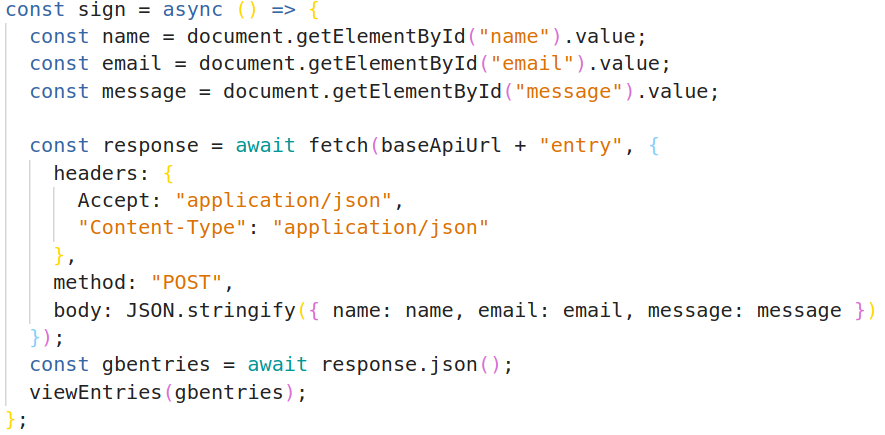 const sign = async () => {
  const name = document.getElementById("name").value;
  const email = document.getElementById("email").value;
  const message = document.getElementById("message").value;

  const response = await fetch(baseApiUrl + "entry", {
    headers: {
      Accept: "application/json",
      "Content-Type": "application/json"
    },
    method: "POST",
    body: JSON.stringify({ name: name, email: email, message: message })
  });
  const gbentries = await response.json();
  viewEntries(gbentries);
};